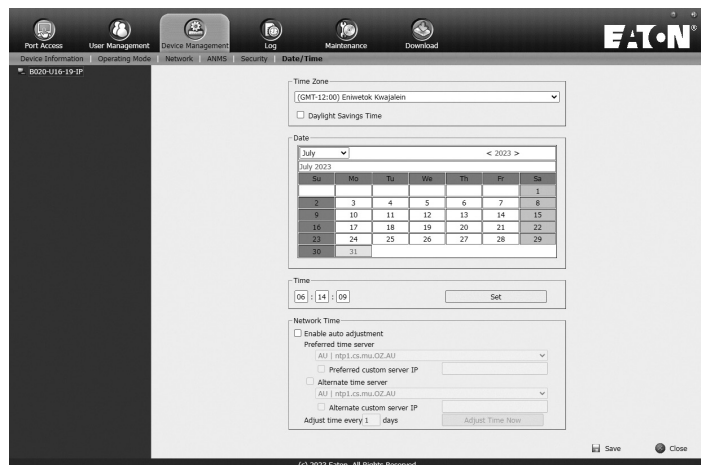 EATON®
Port Access User Management Device Management Log Maintenance Download
Device Information Operating Mode Network ANMS Security Date/Time
B020-U16-19-IP
Time Zone
(GMT-12:00) Eniwetok Kwajalein
Daylight Savings Time
Date
July < 2023 >
July 2023
Su Mo Tu We Th Fr Sa
1
2 3 4 5 6 7 8
9 10 11 12 13 14 15
16 17 18 19 20 21 22
23 24 25 26 27 28 29
30 31
Time
06 : 14 : 09 Set
Network Time
Enable auto adjustment
Preferred time server
AU | ntp1.cs.mu.OZ.AU
Preferred custom server IP
Alternate time server
AU | ntp1.cs.mu.OZ.AU
Alternate custom server IP
Adjust time every 1 days Adjust Time Now
Save Close
(c) 2023 Eaton. All Rights Reserved.